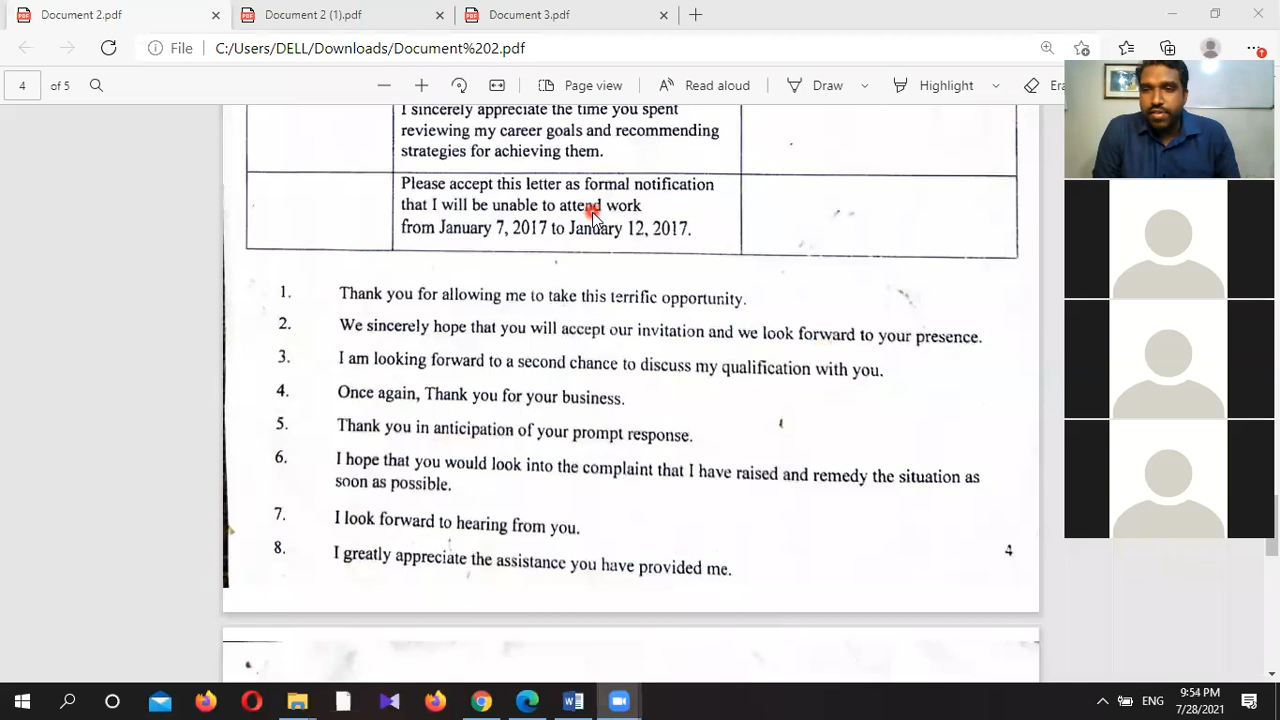 Document 2.pdf
Document 2 (1).pdf
Document 3.pdf
File
C:/Users/DELL/Downloads/Document%202.pdf
4 of 5
Page view
Read aloud
Draw
Highlight
I sincerely appreciate the time you spent
reviewing my career goals and recommending
strategies for achieving them.
Please accept this letter as formal notification
that I will be unable to attend work
from January 7, 2017 to January 12, 2017.
1. Thank you for allowing me to take this terrific opportunity.
2. We sincerely hope that you will accept our invitation and we look forward to your presence.
3. I am looking forward to a second chance to discuss my qualification with you.
4. Once again, Thank you for your business.
5. Thank you in anticipation of your prompt response.
6. I hope that you would look into the complaint that I have raised and remedy the situation as
soon as possible.
7. I look forward to hearing from you.
8. I greatly appreciate the assistance you have provided me.
4
ENG
9:54 PM
7/28/2021